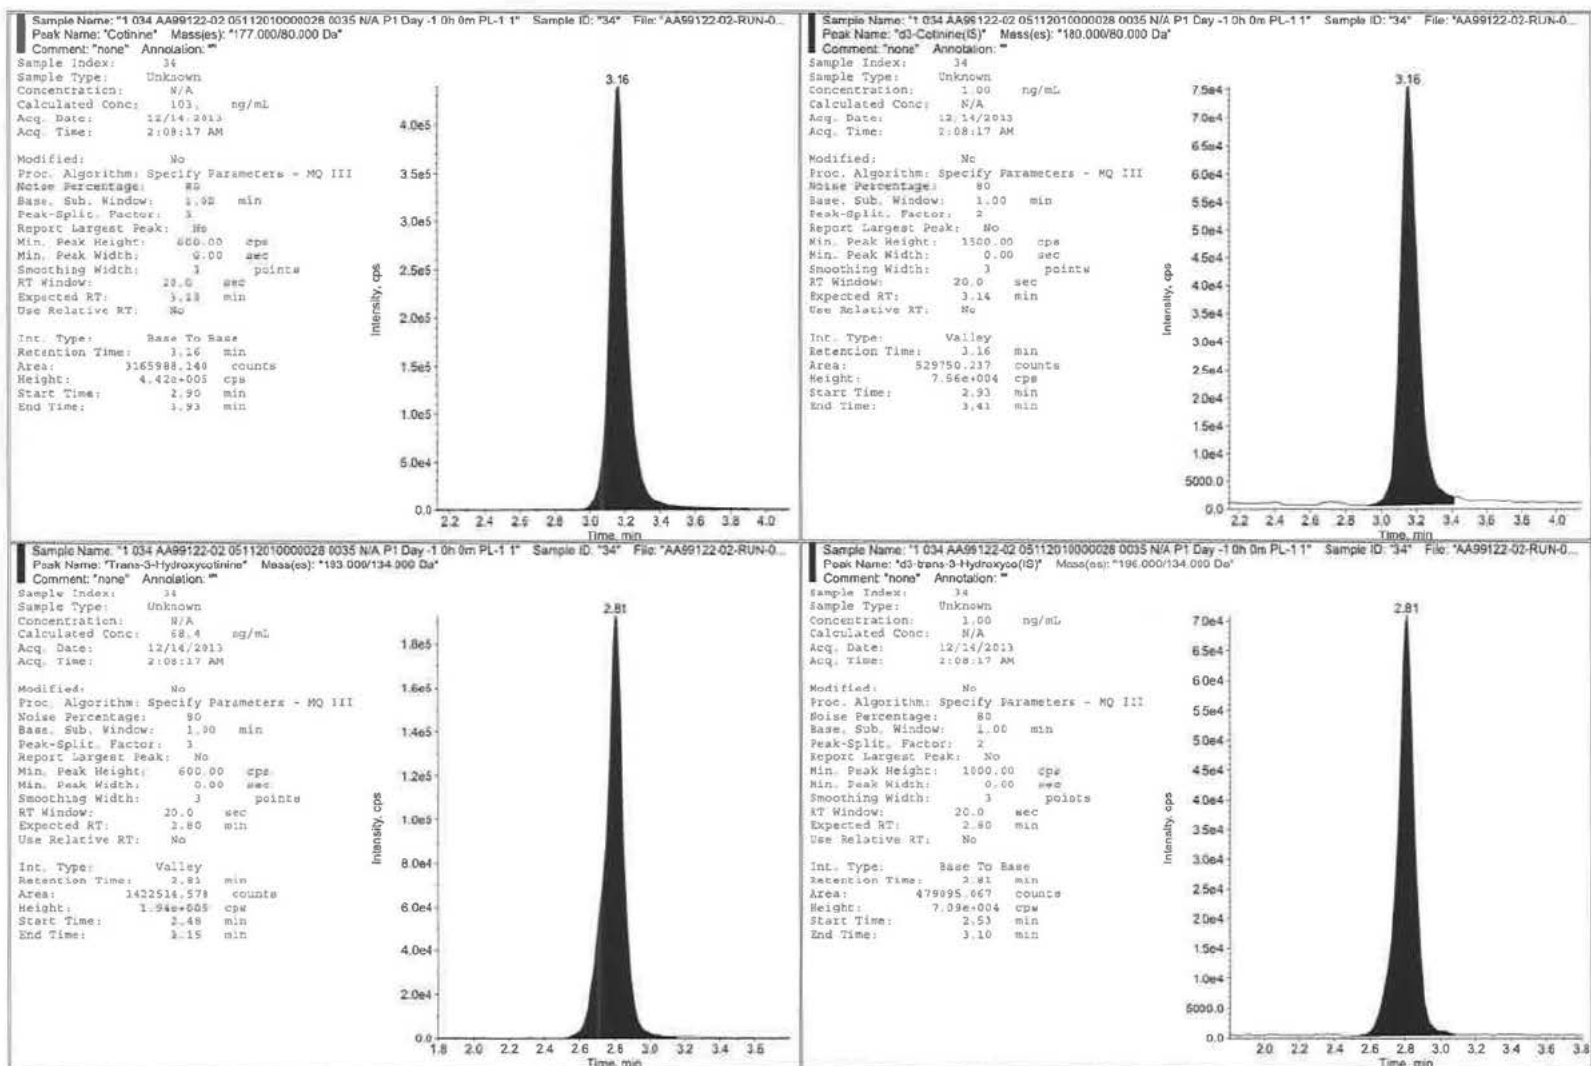 Sample Name: "1 034 AA99122-02 05112010000028 0035 N/A P1 Day -1 0h 0m PL-1 1" Sample ID: "34" File: "AA99122-02-RUN-0...
Peak Name: "Cotinine" Mass(es): "177.000/80.000 Da"
Comment: "none" Annotation: ""
Sample Index: 34
Sample Type: Unknown
Concentration: N/A
Calculated Conc: 103. ng/mL
Acq. Date: 12/14/2013
Acq. Time: 2:08:17 AM
Modified: No
Proc. Algorithm: Specify Parameters - MQ III
Noise Percentage: 80
Base. Sub. Window: 1.00 min
Peak-Split. Factor:
Report Largest Peak: No
Min. Peak Height: 600.00 cps
Min. Peak Width: 0.00 sec
Smoothing Width: 3 points
RT Window: 20.0 sec
Expected RT: min
Use Relative RT: No
Int. Type: Base To Base
Retention Time: 3.16 min
Area: 3165988.140 counts
Height: 4.42e+005 cps
Start Time: 2.90 min
End Time: 3.93 min
3.16
4.0e5
3.5e5
3.0e5
2.5e5
2.0e5
1.5e5
1.0e5
5.0e4
0.0
Intensity, cps
2.2 2.4 2.6 2.8 3.0 3.2 3.4 3.6 3.8 4.0
Time, min
Sample Name: "1 034 AA99122-02 05112010000028 0035 N/A P1 Day -1 0h 0m PL-1 1" Sample ID: "34" File: "AA99122-02-RUN-0...
Peak Name: "d3-Cotinine(IS)" Mass(es): "180.000/80.000 Da"
Comment: "none" Annotation: ""
Sample Index: 34
Sample Type: Unknown
Concentration: 1.00 ng/mL
Calculated Conc: N/A
Acq. Date: 12/14/2013
Acq. Time: 2:08:17 AM
Modified: No
Proc. Algorithm: Specify Parameters - MQ III
Noise Percentage: 80
Base. Sub. Window: 1.00 min
Peak-Split. Factor: 2
Report Largest Peak: No
Min. Peak Height: 1500.00 cps
Min. Peak Width: 0.00 sec
Smoothing Width: 3 points
RT Window: 20.0 sec
Expected RT: 3.14 min
Use Relative RT: No
Int. Type: Valley
Retention Time: 3.16 min
Area: 529750.237 counts
Height: 7.56e+004 cps
Start Time: 2.93 min
End Time: 3.41 min
3.16
7.5e4
7.0e4
6.5e4
6.0e4
5.5e4
5.0e4
4.5e4
4.0e4
3.5e4
3.0e4
2.5e4
2.0e4
1.5e4
1.0e4
5000.0
0.0
Intensity, cps
2.2 2.4 2.6 2.8 3.0 3.2 3.4 3.6 3.8 4.0
Time, min
Sample Name: "1 034 AA99122-02 05112010000028 0035 N/A P1 Day -1 0h 0m PL-1 1" Sample ID: "34" File: "AA99122-02-RUN-0...
Peak Name: "Trans-3-Hydroxycotinine" Mass(es): "193.000/134.000 Da"
Comment: "none" Annotation: ""
Sample Index: 34
Sample Type: Unknown
Concentration: N/A
Calculated Conc: 68.4 ng/mL
Acq. Date: 12/14/2013
Acq. Time: 2:08:17 AM
Modified: No
Proc. Algorithm: Specify Parameters - MQ III
Noise Percentage: 80
Base. Sub. Window: 1.00 min
Peak-Split. Factor: 3
Report Largest Peak: No
Min. Peak Height: 600.00 cps
Min. Peak Width: 0.00 sec
Smoothing Width: 3 points
RT Window: 20.0 sec
Expected RT: 2.80 min
Use Relative RT: No
Int. Type: Valley
Retention Time: 2.81 min
Area: 1422514.578 counts
Height: 1.94e+005 cps
Start Time: 2.48 min
End Time: 3.15 min
2.81
1.8e5
1.6e5
1.4e5
1.2e5
1.0e5
8.0e4
6.0e4
4.0e4
2.0e4
0.0
Intensity, cps
1.8 2.0 2.2 2.4 2.6 2.8 3.0 3.2 3.4 3.6
Time, min
Sample Name: "1 034 AA99122-02 05112010000028 0035 N/A P1 Day -1 0h 0m PL-1 1" Sample ID: "34" File: "AA99122-02-RUN-0...
Peak Name: "d3-trans-3-Hydroxyco(IS)" Mass(es): "196.000/134.000 Da"
Comment: "none" Annotation: ""
Sample Index: 34
Sample Type: Unknown
Concentration: 1.00 ng/mL
Calculated Conc: N/A
Acq. Date: 12/14/2013
Acq. Time: 2:08:17 AM
Modified: No
Proc. Algorithm: Specify Parameters - MQ III
Noise Percentage: 80
Base. Sub. Window: 1.00 min
Peak-Split. Factor: 2
Report Largest Peak: No
Min. Peak Height: 1000.00 cps
Min. Peak Width: 0.00 sec
Smoothing Width: 3 points
RT Window: 20.0 sec
Expected RT: 2.80 min
Use Relative RT: No
Int. Type: Base To Base
Retention Time: 2.81 min
Area: 479095.067 counts
Height: 7.09e+004 cps
Start Time: 2.53 min
End Time: 3.10 min
2.81
7.0e4
6.5e4
6.0e4
5.5e4
5.0e4
4.5e4
4.0e4
3.5e4
3.0e4
2.5e4
2.0e4
1.5e4
1.0e4
5000.0
0.0
Intensity, cps
2.0 2.2 2.4 2.6 2.8 3.0 3.2 3.4 3.6 3.8
Time, min